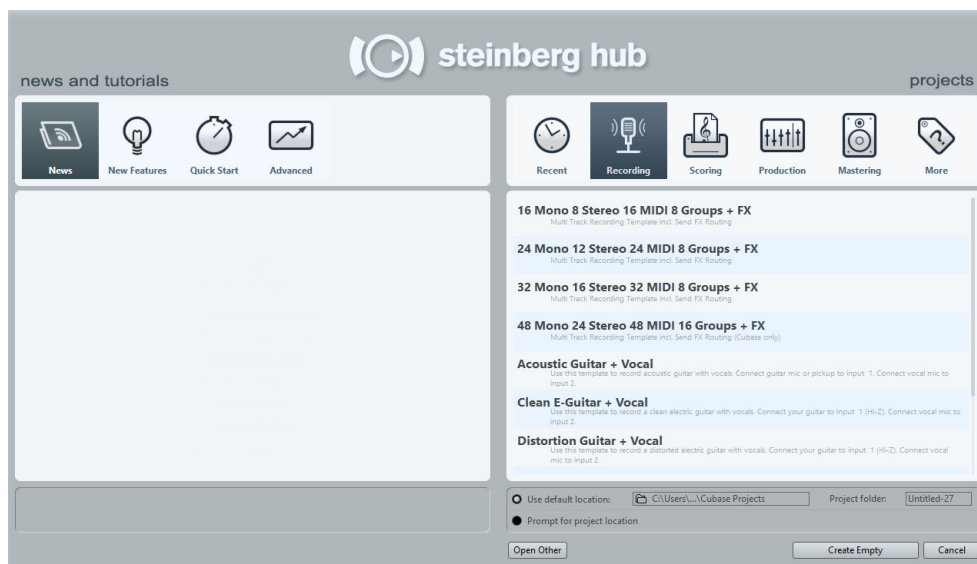 steinberg hub
news and tutorials
projects
News
New Features
Quick Start
Advanced
Recent
Recording
Scoring
Production
Mastering
More
16 Mono 8 Stereo 16 MIDI 8 Groups + FX
Multi Track Recording Template incl. Send FX Routing
24 Mono 12 Stereo 24 MIDI 8 Groups + FX
Multi Track Recording Template incl. Send FX Routing
32 Mono 16 Stereo 32 MIDI 8 Groups + FX
Multi Track Recording Template incl. Send FX Routing
48 Mono 24 Stereo 48 MIDI 16 Groups + FX
Multi Track Recording Template incl. Send FX Routing (Cubase only)
Acoustic Guitar + Vocal
Use this template to record acoustic guitar with vocals. Connect guitar mic or pickup to input 1. Connect vocal mic to
input 2.
Clean E-Guitar + Vocal
Use this template to record a clean electric guitar with vocals. Connect your guitar to input 1 (Hi-Z). Connect vocal mic to
input 2.
Distortion Guitar + Vocal
Use this template to record a distorted electric guitar with vocals. Connect your guitar to input 1 (Hi-Z). Connect vocal
mic to input 2.
Use default location:
C:\Users\...\Cubase Projects
Project folder:
Untitled-27
Prompt for project location
Open Other
Create Empty
Cancel